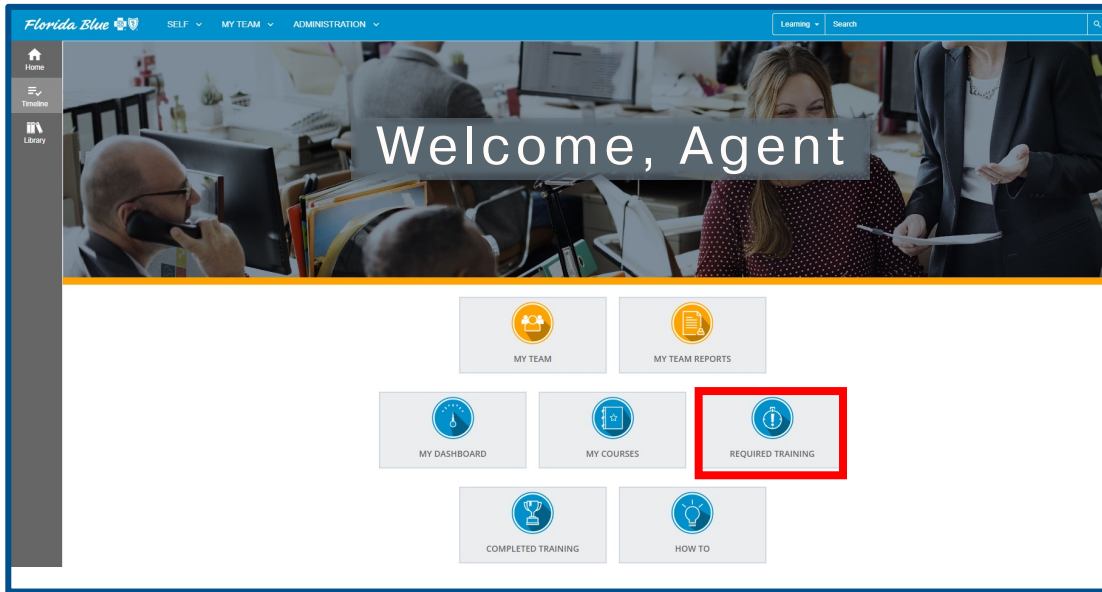 Florida Blue SELF MY TEAM ADMINISTRATION Learning Search
Home
Timeline
Library
Welcome, Agent
MY TEAM MY TEAM REPORTS
MY DASHBOARD MY COURSES REQUIRED TRAINING
COMPLETED TRAINING HOW TO